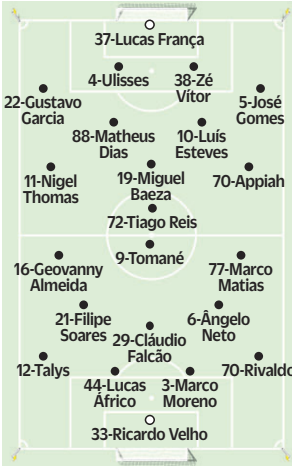 37-Lucas França
4-Ulisses
38-Zé
Vítor
22-Gustavo
Garcia
5-José
Gomes
88-Matheus
Dias
10-Luís
Esteves
11-Nigel
Thomas
19-Miguel
Baeza
70-Appiah
72-Tiago Reis
9-Tomané
16-Geovanny
Almeida
77-Marco
Matias
21-Filipe
Soares
6-Ângelo
Neto
29-Cláudio
Falcão
12-Talys
70-Rivaldo
44-Lucas
Áfrico
3-Marco
Moreno
33-Ricardo Velho